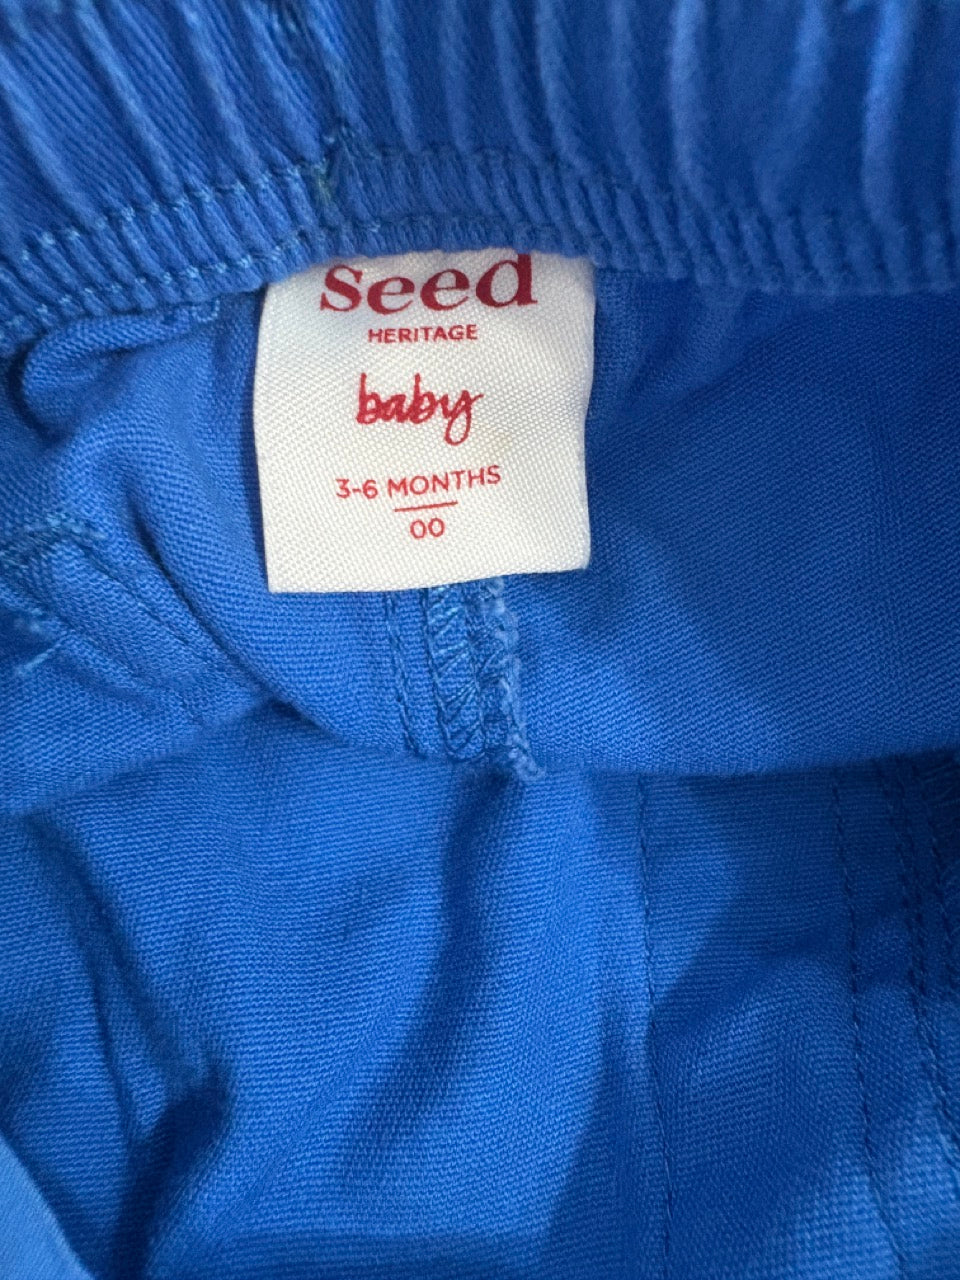 seed
HERITAGE
baby
3-6 MONTHS
00